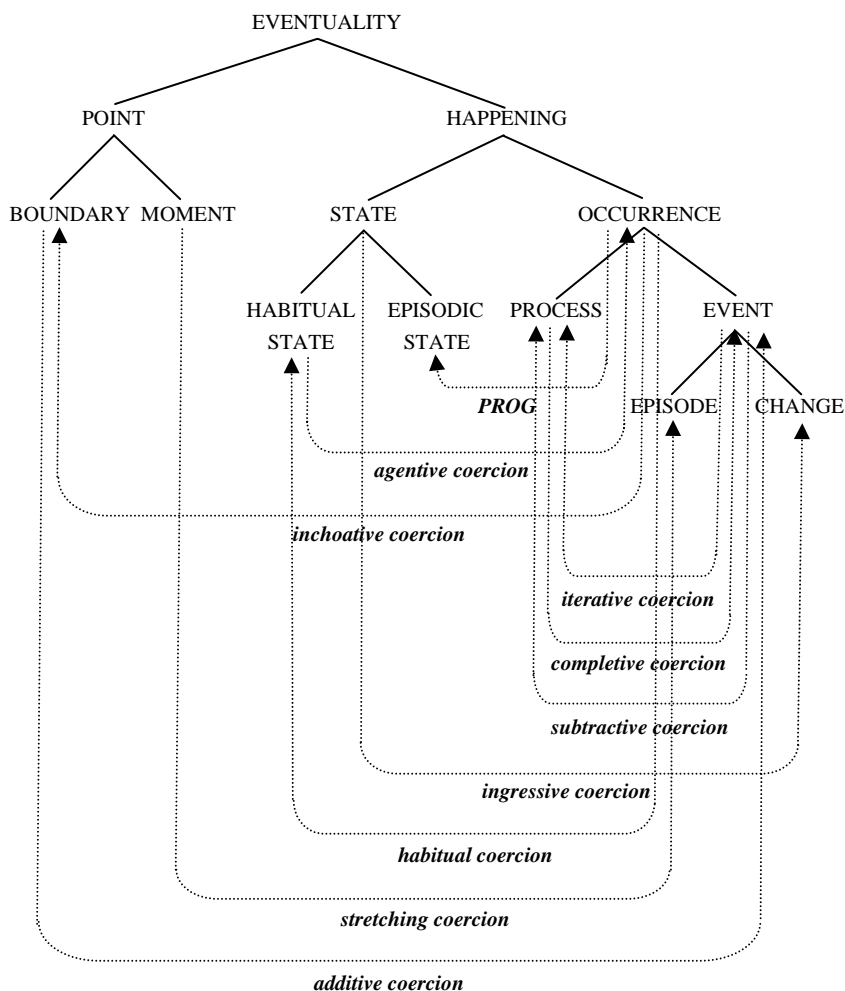 EVENTUALITY
POINT HAPPENING
BOUNDARY MOMENT STATE OCCURRENCE
HABITUAL STATE EPISODIC STATE PROCESS EVENT
PROG EPISODE CHANGE
agentive coercion
inchoative coercion
iterative coercion
completive coercion
subtractive coercion
ingressive coercion
habitual coercion
stretching coercion
additive coercion